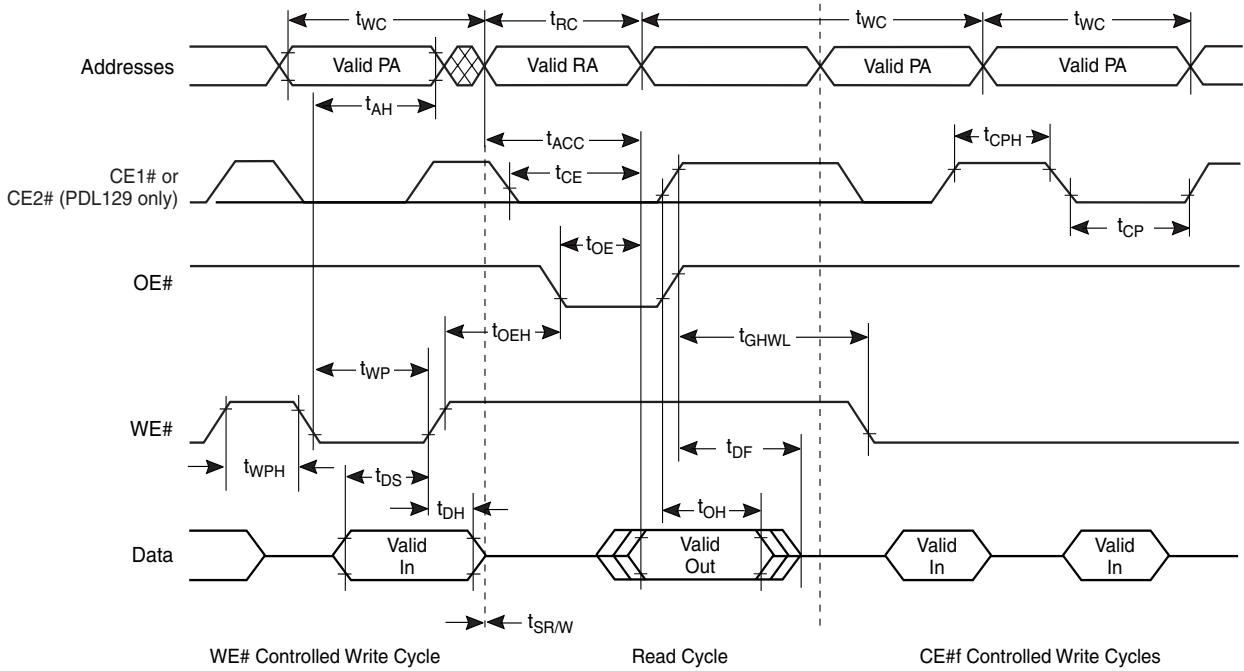 tWC
tRC
tWC
tWC
Addresses
Valid PA
Valid RA
Valid PA
Valid PA
tAH
tACC
tCPH
CE1# or
CE2# (PDL129 only)
tCE
tCP
tOE
OE#
tOEH
tGHWL
tWP
WE#
tWPH
tDS
tDF
tDH
tOH
Data
Valid
In
Valid
Out
Valid
In
Valid
In
tSR/W
WE# Controlled Write Cycle
Read Cycle
CE#f Controlled Write Cycles